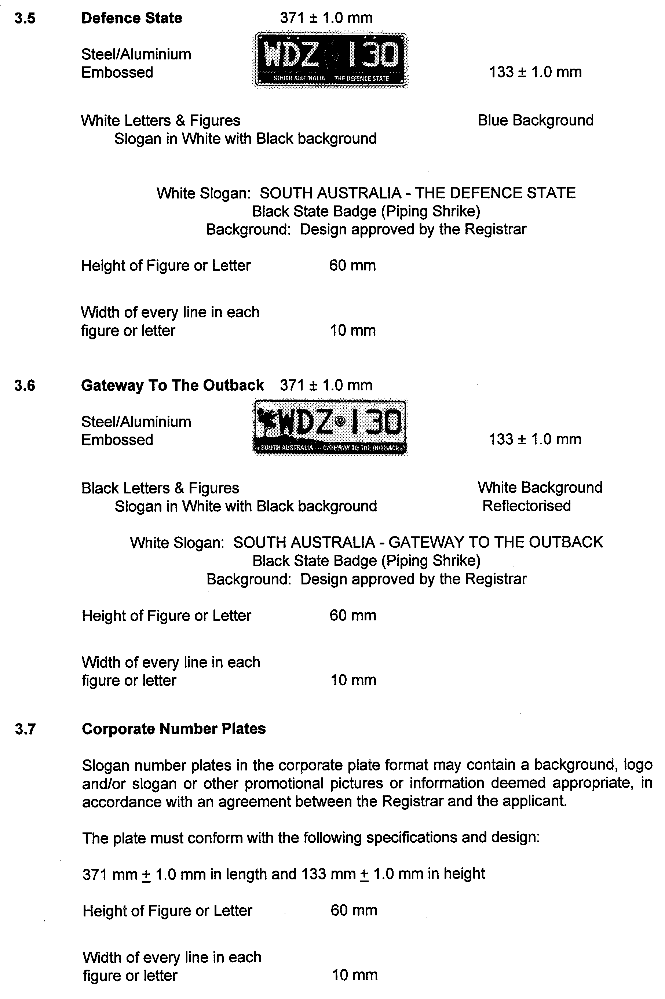 3.5 Defence State 371 ± 1.0 mm
WDZ 130
SOUTH AUSTRALIA THE DEFENCE STATE
Steel/Aluminium
Embossed 133 ± 1.0 mm
White Letters & Figures Blue Background
Slogan in White with Black background
White Slogan: SOUTH AUSTRALIA - THE DEFENCE STATE
Black State Badge (Piping Shrike)
Background: Design approved by the Registrar
Height of Figure or Letter 60 mm
Width of every line in each
figure or letter 10 mm
3.6 Gateway To The Outback 371 ± 1.0 mm
WDZ 130
SOUTH AUSTRALIA - GATEWAY TO THE OUTBACK
Steel/Aluminium
Embossed 133 ± 1.0 mm
Black Letters & Figures White Background
Slogan in White with Black background Reflectorised
White Slogan: SOUTH AUSTRALIA - GATEWAY TO THE OUTBACK
Black State Badge (Piping Shrike)
Background: Design approved by the Registrar
Height of Figure or Letter 60 mm
Width of every line in each
figure or letter 10 mm
3.7 Corporate Number Plates
Slogan number plates in the corporate plate format may contain a background, logo
and/or slogan or other promotional pictures or information deemed appropriate, in
accordance with an agreement between the Registrar and the applicant.
The plate must conform with the following specifications and design:
371 mm ± 1.0 mm in length and 133 mm ± 1.0 mm in height
Height of Figure or Letter 60 mm
Width of every line in each
figure or letter 10 mm